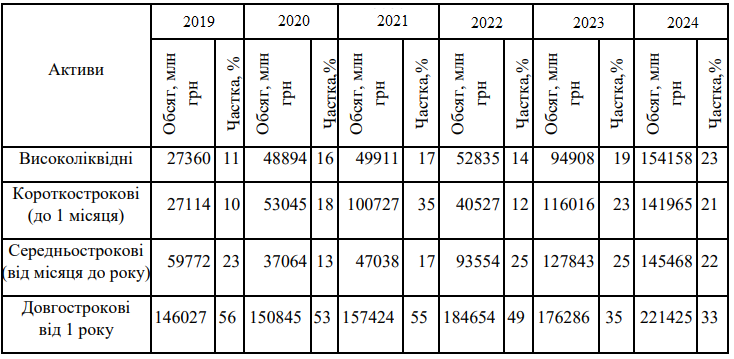 Активи 2019 2020 2021 2022 2023 2024
Обсяг, млн грн Частка, % Обсяг, млн грн Частка,% Обсяг, млн грн Частка,% Обсяг, млн грн Частка,% Обсяг, млн грн Частка,% Обсяг, млн грн Частка,%
Високоліквідні 27360 11 48894 16 49911 17 52835 14 94908 19 154158 23
Короткострокові
(до 1 місяця) 27114 10 53045 18 100727 35 40527 12 116016 23 141965 21
Середньострокові
(від місяця до року) 59772 23 37064 13 47038 17 93554 25 127843 25 145468 22
Довгострокові
від 1 року 146027 56 150845 53 157424 55 184654 49 176286 35 221425 33